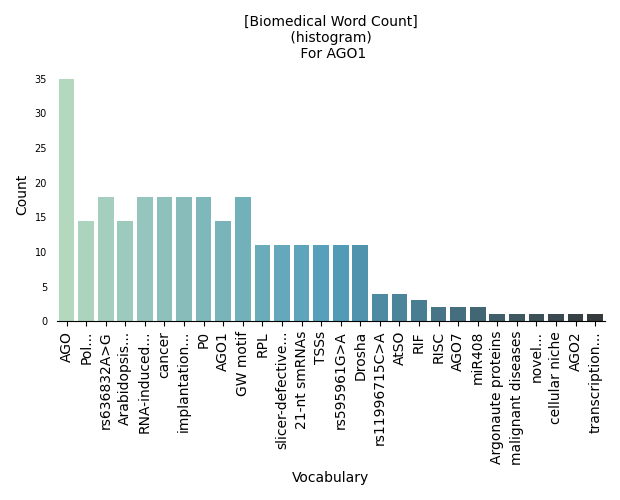 [Biomedical Word Count]
(histogram)
For AGO1
35
30
25
20
15
10
5
0
Count
AGO
Pol...
rs636832A>G
Arabidopsis...
RNA-induced...
cancer
implantation...
P0
AGO1
GW motif
RPL
slicer-defective...
21-nt smRNAs
TSSs
rs595961G>A
Drosha
rs11996715C>A
AtSO
RIF
RISC
AGO7
miR408
Argonaute proteins
malignant diseases
novel...
cellular niche
AGO2
transcription...
Vocabulary